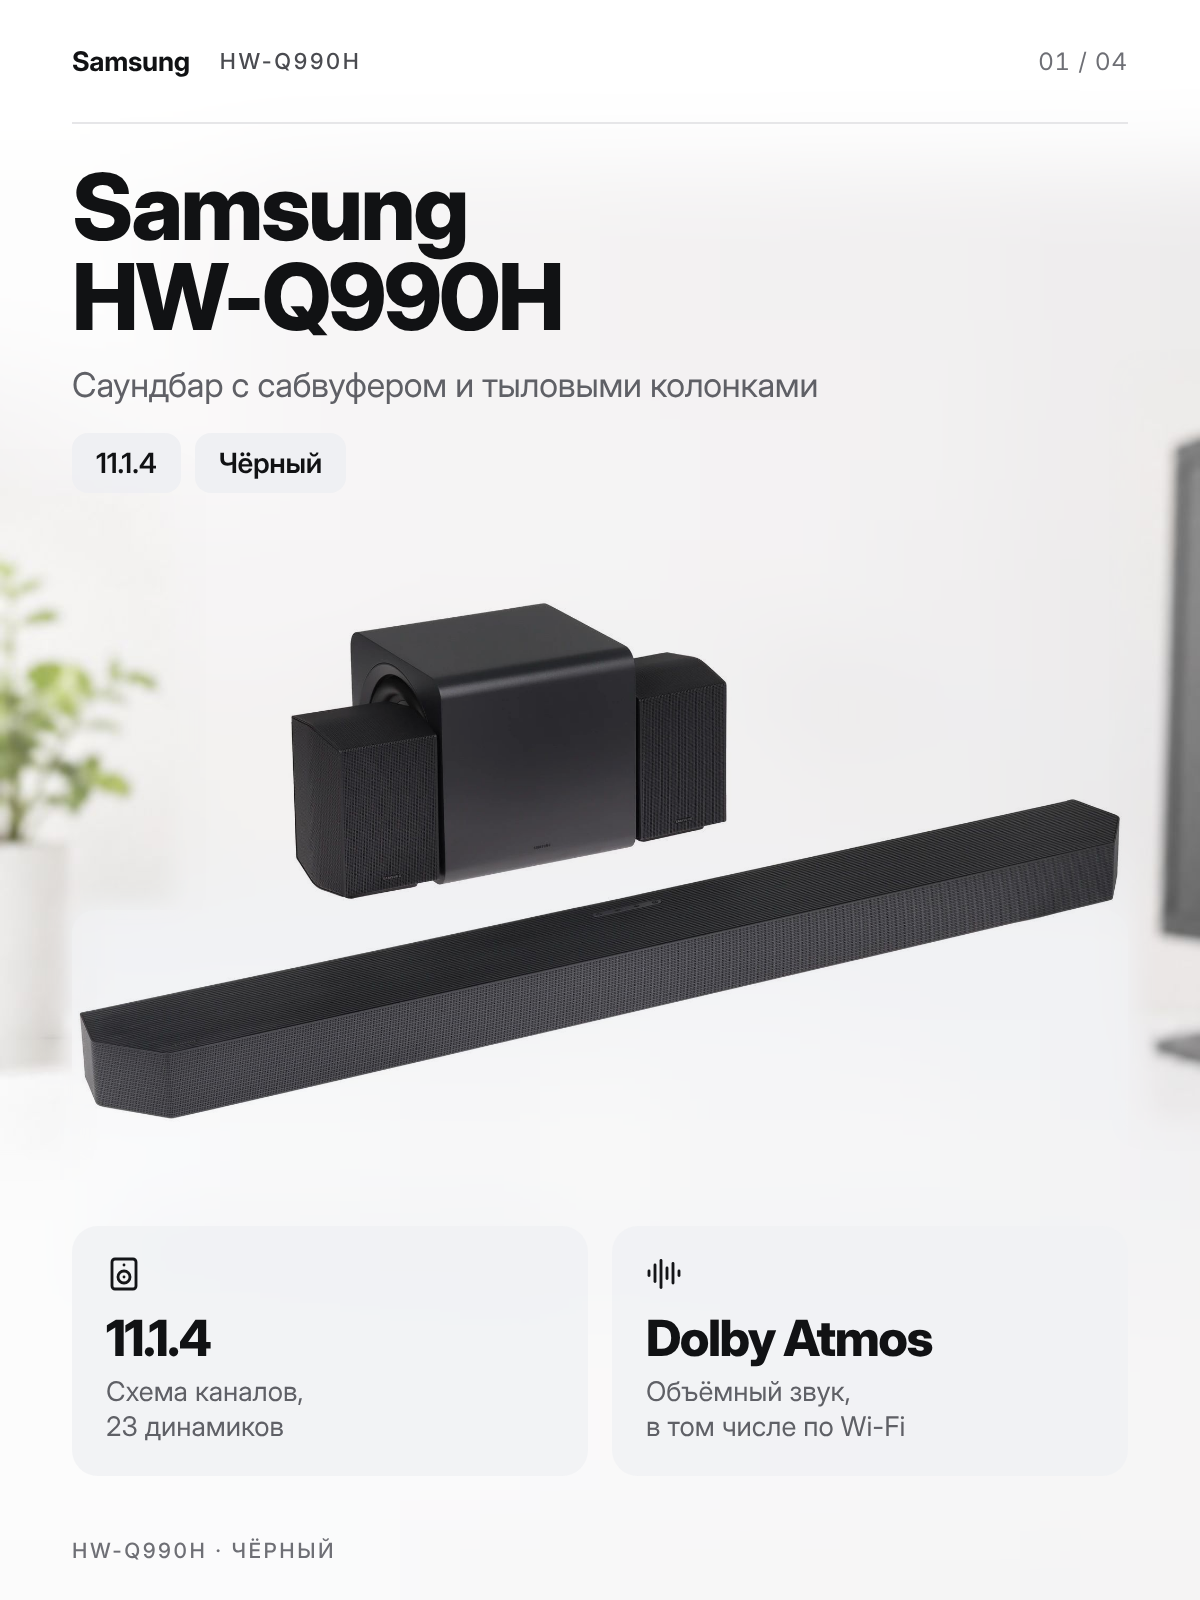 Samsung HW-Q990H 01 / 04
Samsung
HW-Q990H
Саундбар с сабвуфером и тыловыми колонками
11.1.4 Чёрный
11.1.4
Схема каналов,
23 динамиков
Dolby Atmos
Объёмный звук,
в том числе по Wi-Fi
HW-Q990H · ЧЁРНЫЙ